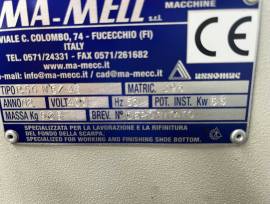 MA-MECC s.r.l. MACCHINE
VIALE C. COLOMBO, 74 - FUCECCHIO (FI)
ITALY
TEL. 0571/24331 - FAX 0571/261682
e-mail: info@ma-mecc.it / cad@ma-mecc.it
www.ma-mecc.it
CE
TIPO MATRIC.
ANNO VOLT Hz POT. INST. Kw
MASSA Kg BREV. N°
SPECIALIZZATA PER LA LAVORAZIONE E LA RIFINITURA
DEL FONDO DELLA SCARPA.
SPECIALIZED FOR WORKING AND FINISHING SHOE BOTTOM.